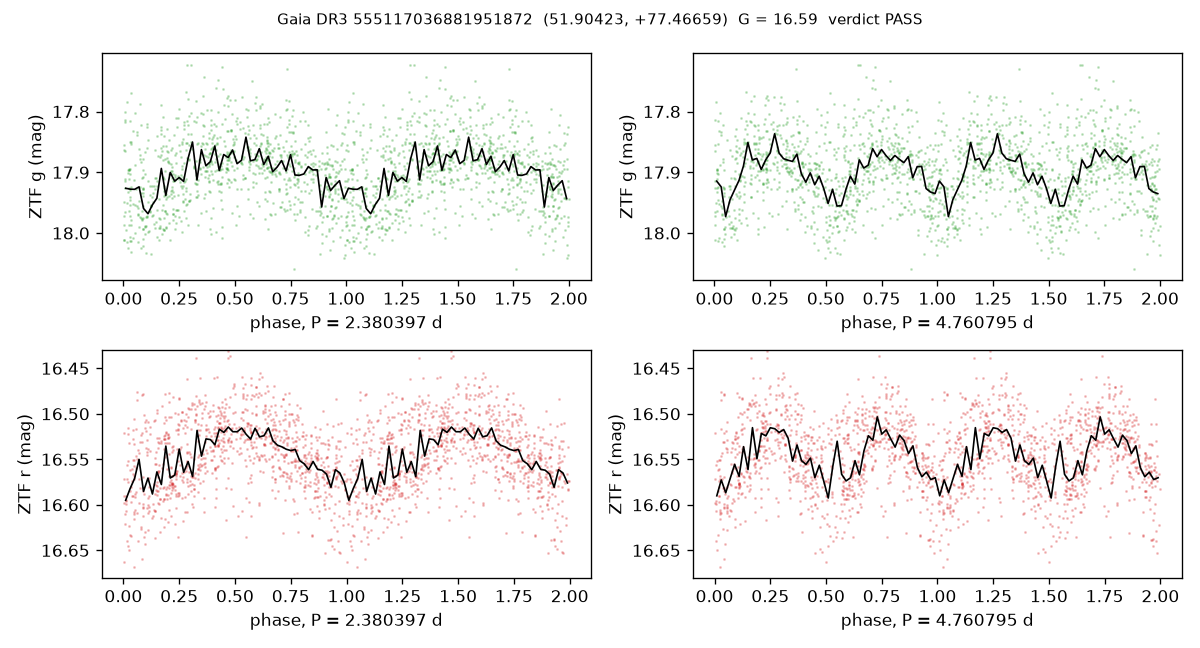 Gaia DR3 555117036881951872 (51.90423, +77.46659) G = 16.59 verdict PASS
ZTF g (mag)
17.8
17.9
18.0
0.00 0.25 0.50 0.75 1.00 1.25 1.50 1.75 2.00
phase, P = 2.380397 d
ZTF g (mag)
17.8
17.9
18.0
0.00 0.25 0.50 0.75 1.00 1.25 1.50 1.75 2.00
phase, P = 4.760795 d
ZTF r (mag)
16.45
16.50
16.55
16.60
16.65
0.00 0.25 0.50 0.75 1.00 1.25 1.50 1.75 2.00
phase, P = 2.380397 d
ZTF r (mag)
16.45
16.50
16.55
16.60
16.65
0.00 0.25 0.50 0.75 1.00 1.25 1.50 1.75 2.00
phase, P = 4.760795 d